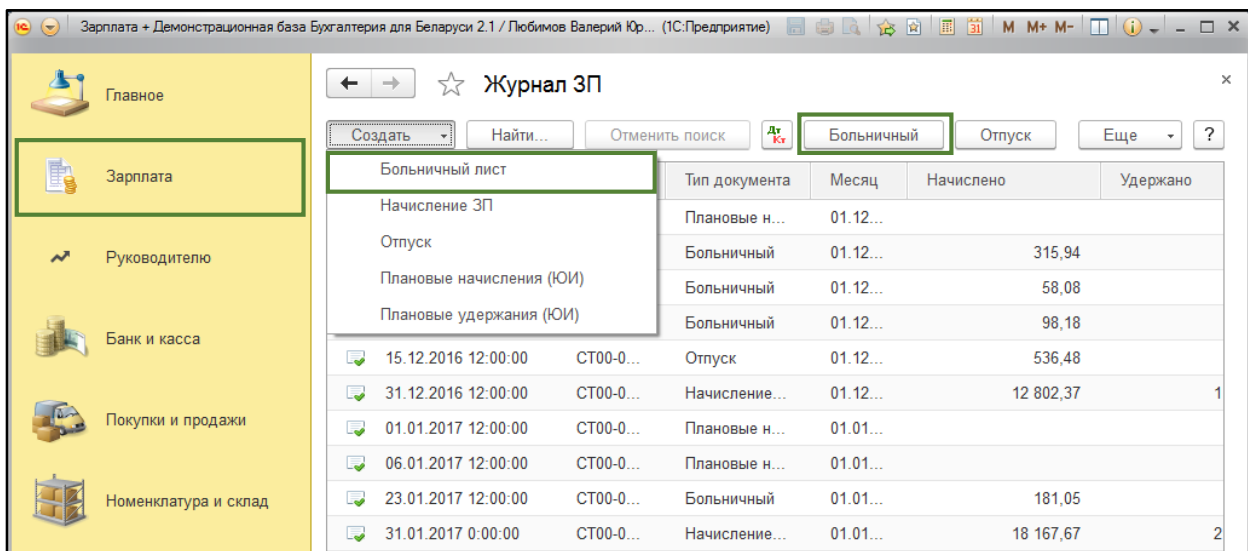 Зарплата + Демонстрационная база Бухгалтерия для Беларуси 2.1 / Любимов Валерий Юр... (1С:Предприятие) 31 M M+ M-
Главное
Зарплата
Руководителю
Банк и касса
Покупки и продажи
Номенклатура и склад
Журнал ЗП
Создать Найти... Отменить поиск Дт Кт Больничный Отпуск Еще ?
Больничный лист
Начисление ЗП
Отпуск
Плановые начисления (ЮИ)
Плановые удержания (ЮИ)
Тип документа Месяц Начислено Удержано
Плановые н... 01.12...
Больничный 01.12... 315,94
Больничный 01.12... 58,08
Больничный 01.12... 98,18
15.12.2016 12:00:00 СТ00-0... Отпуск 01.12... 536,48
31.12.2016 12:00:00 СТ00-0... Начисление... 01.12... 12 802,37 1
01.01.2017 12:00:00 СТ00-0... Плановые н... 01.01...
06.01.2017 12:00:00 СТ00-0... Плановые н... 01.01...
23.01.2017 12:00:00 СТ00-0... Больничный 01.01... 181,05
31.01.2017 0:00:00 СТ00-0... Начисление... 01.01... 18 167,67 2